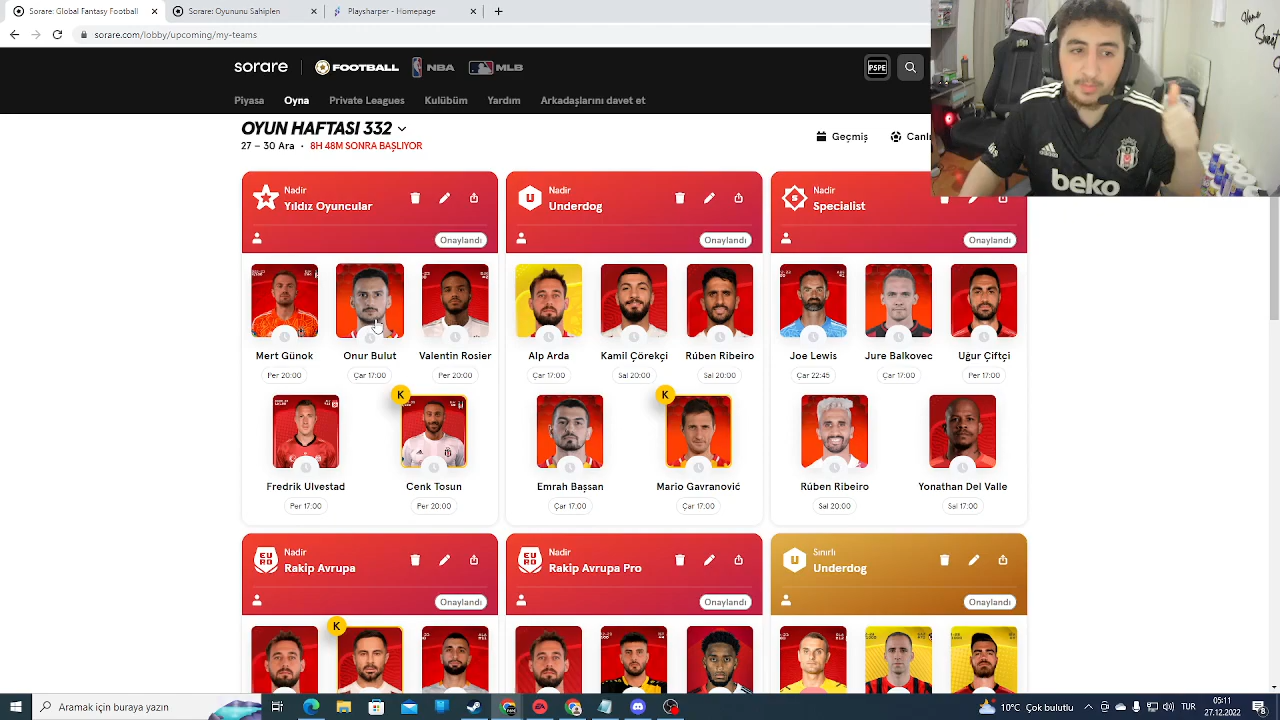 Sorare: Global Fantasy Football
Sorare: Oyununu Sahiplen
Playsharper - Homepage
sorare.com/lobby/upcoming/my-teams
sorare
FOOTBALL
NBA
MLB
PSPE
Piyasa
Oyna
Private Leagues
Kulübüm
Yardım
Arkadaşlarını davet et
OYUN HAFTASI 332
27 – 30 Ara · 8H 48M SONRA BAŞLIYOR
Geçmiş
Canlı
Nadir
Yıldız Oyuncular
Onaylandı
Mert Günok
Onur Bulut
Valentin Rosier
Per 20:00
Çar 17:00
Per 20:00
K
Fredrik Ulvestad
Cenk Tosun
Per 17:00
Per 20:00
Nadir
Underdog
Onaylandı
Alp Arda
Kamil Çörekçi
Rúben Ribeiro
Çar 17:00
Sal 20:00
Sal 20:00
K
Emrah Başsan
Mario Gavranović
Çar 17:00
Çar 17:00
Nadir
Specialist
Onaylandı
Joe Lewis
Jure Balkovec
Uğur Çiftçi
Çar 22:45
Çar 17:00
Per 17:00
Rúben Ribeiro
Yonathan Del Valle
Sal 20:00
Sal 17:00
Nadir
Rakip Avrupa
Onaylandı
K
Nadir
Rakip Avrupa Pro
Onaylandı
Sınırlı
Underdog
Onaylandı
beko
Aramak için buraya yazın
10°C Çok bulutlu
TUR
05:11
27.12.2022